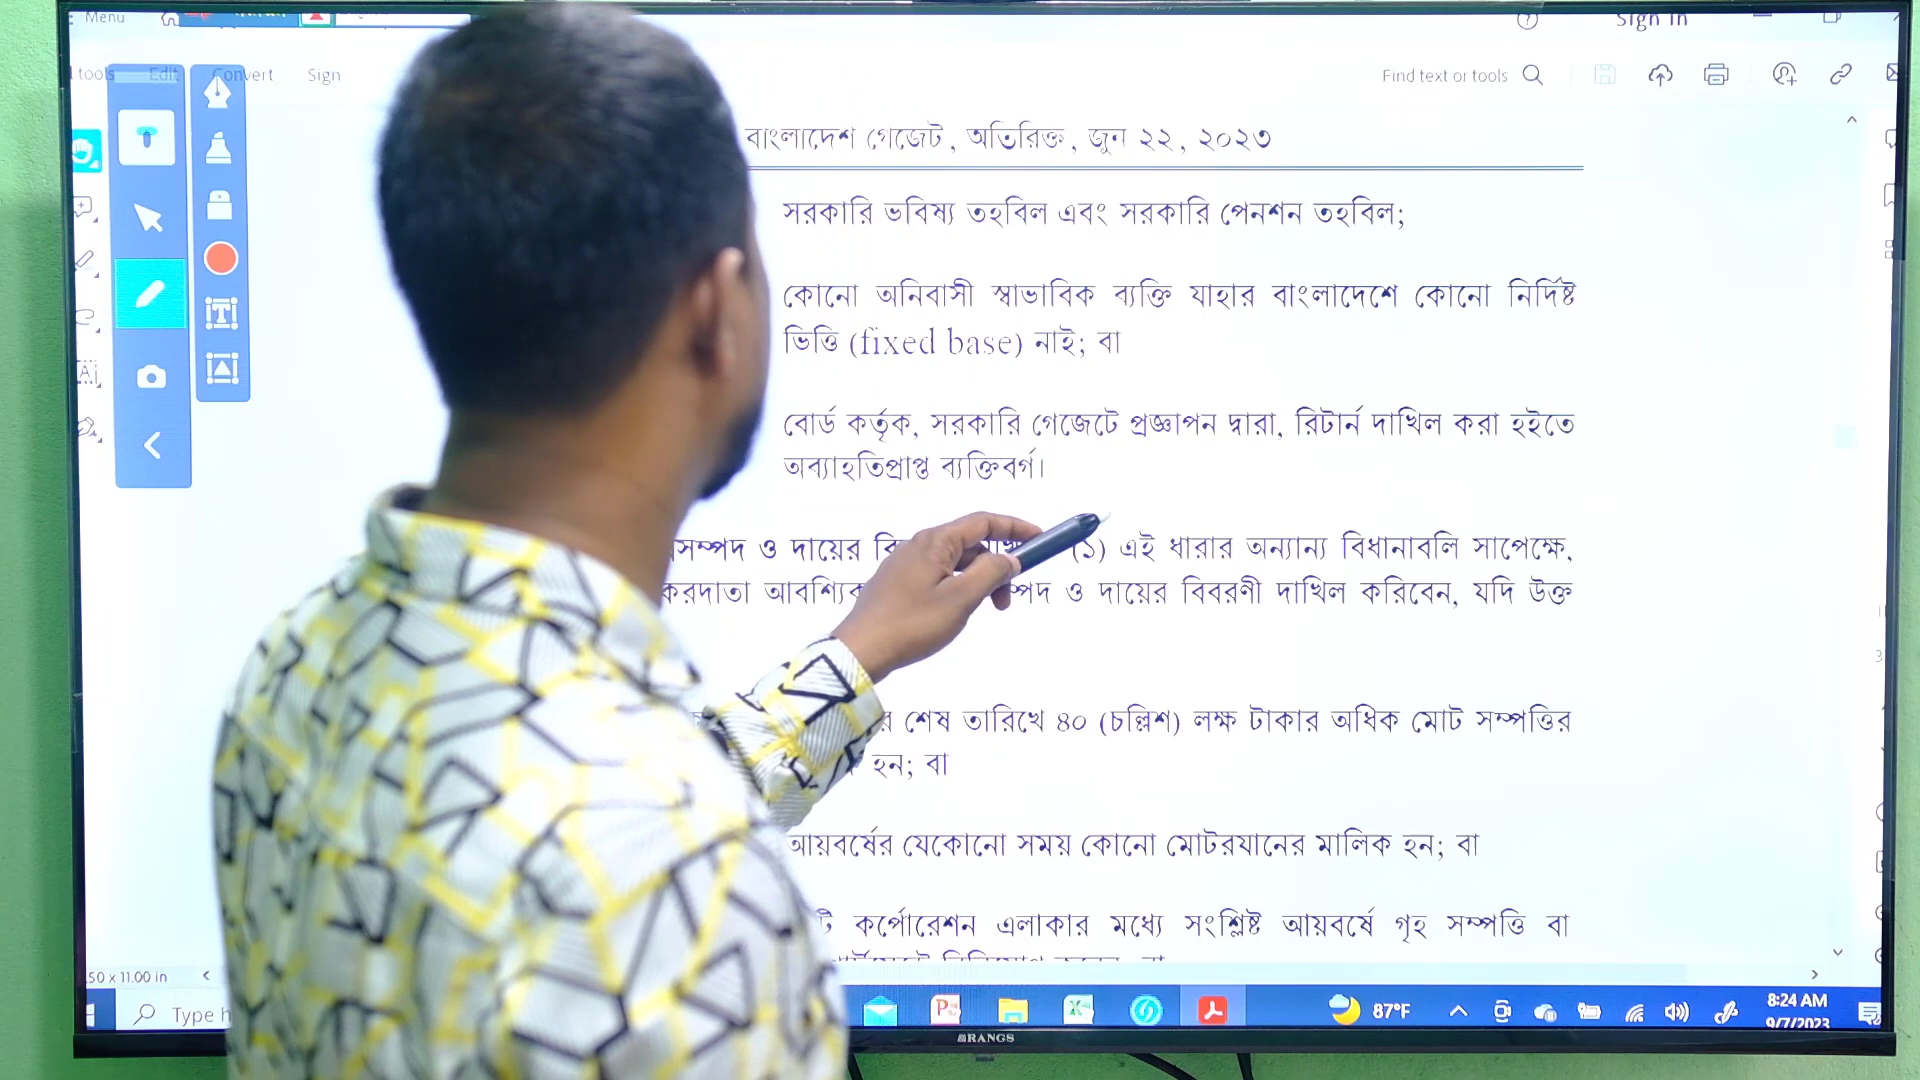 Menu
Sign in
tools Edit Convert Sign
Find text or tools
বাংলাদেশ গেজেট, অতিরিক্ত, জুন ২২, ২০২৩
সরকারি ভবিষ্য তহবিল এবং সরকারি পেনশন তহবিল;
কোনো অনিবাসী স্বাভাবিক ব্যক্তি যাহার বাংলাদেশে কোনো নির্দিষ্ট
ভিত্তি (fixed base) নাই; বা
বোর্ড কর্তৃক, সরকারি গেজেটে প্রজ্ঞাপন দ্বারা, রিটার্ন দাখিল করা হইতে
অব্যাহতিপ্রাপ্ত ব্যক্তিবর্গ।
সম্পদ ও দায়ের (১) এই ধারার অন্যান্য বিধানাবলি সাপেক্ষে,
করদাতা ও দায়ের বিবরণী দাখিল করিবেন, যদি উক্ত
শেষ তারিখে ৪০ (চল্লিশ) লক্ষ টাকার অধিক মোট সম্পত্তির
হন; বা
আয়বর্ষের যেকোনো সময় কোনো মোটরযানের মালিক হন; বা
কর্পোরেশন এলাকার মধ্যে সংশ্লিষ্ট আয়বর্ষে গৃহ সম্পত্তি বা
50 x 11.00 in
Type h
87°F
8:24 AM
9/7/2023
RANGS